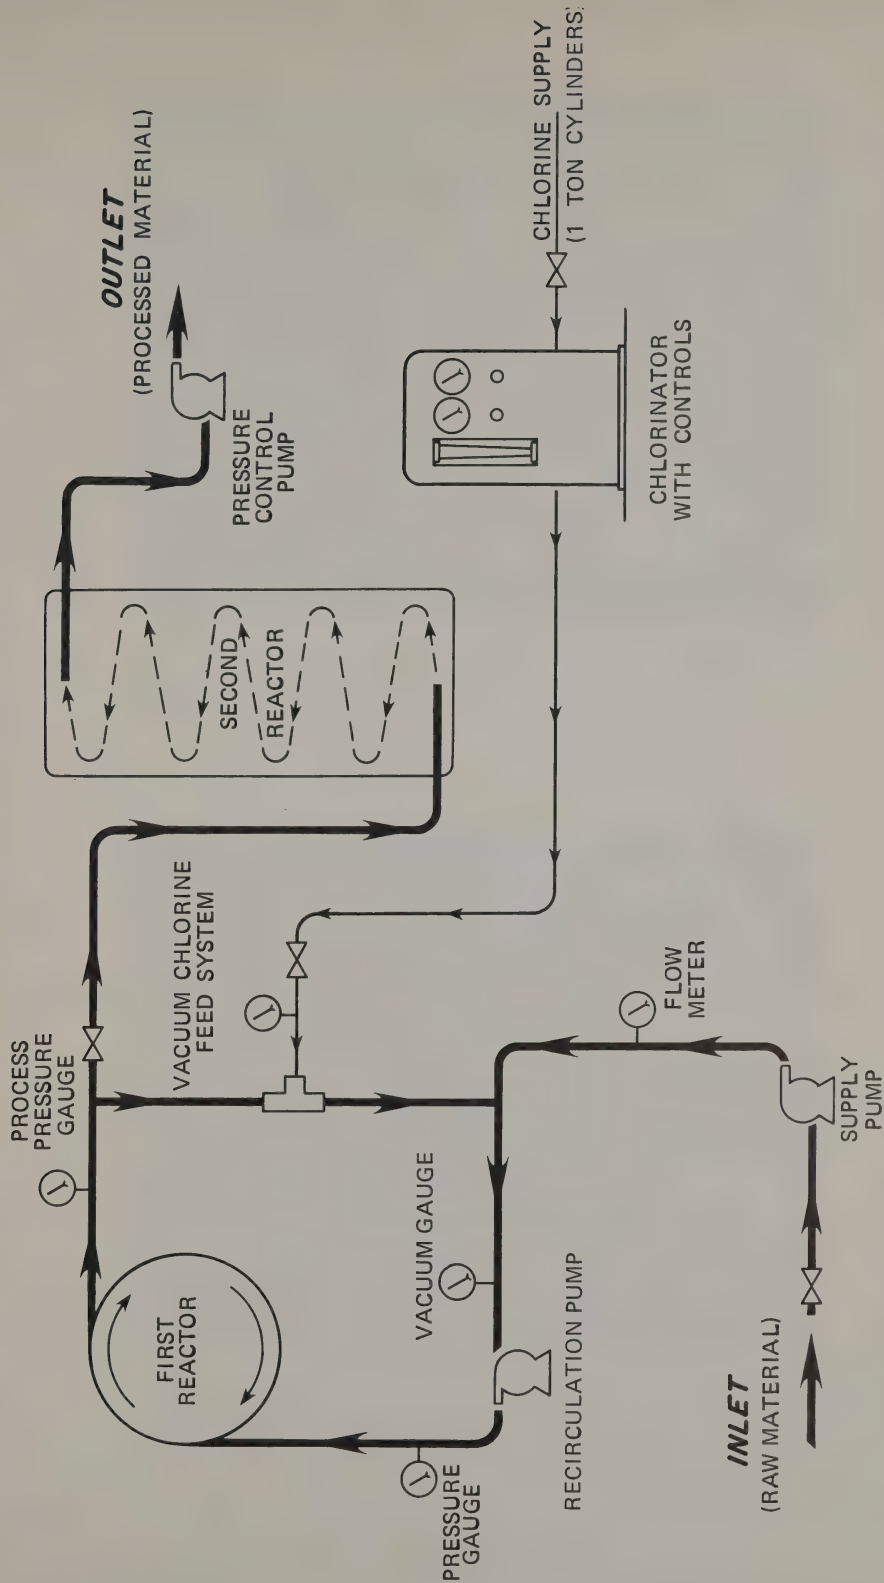 PROCESS
PRESSURE
GAUGE
OUTLET
(PROCESSED MATERIAL)
FIRST
REACTOR
VACUUM CHLORINE
FEED SYSTEM
SECOND
REACTOR
PRESSURE
CONTROL
PUMP
PRESSURE
GAUGE
VACUUM GAUGE
RECIRCULATION PUMP
FLOW
METER
CHLORINATOR
WITH CONTROLS
CHLORINE SUPPLY
(1 TON CYLINDERS)
INLET
(RAW MATERIAL)
SUPPLY
PUMP